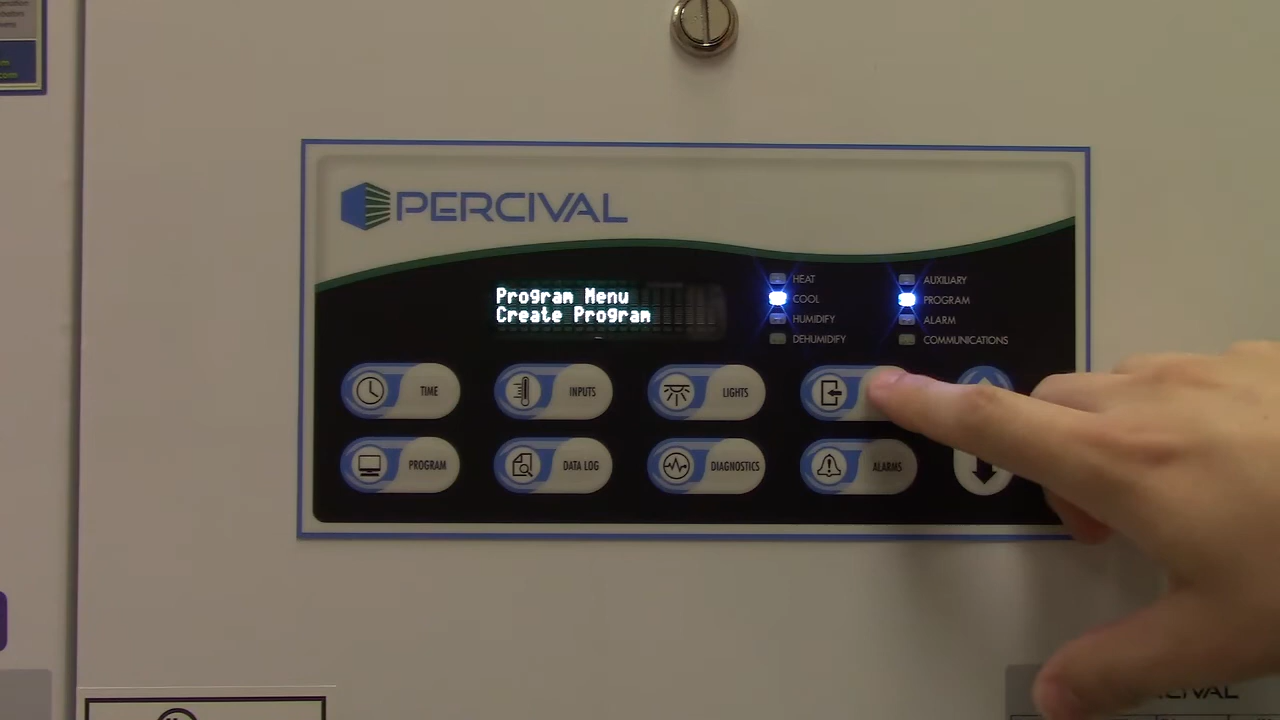 PERCIVAL
Program Menu
Create Program
HEAT
COOL
HUMIDIFY
DEHUMIDIFY
AUXILIARY
PROGRAM
ALARM
COMMUNICATIONS
TIME
INPUTS
LIGHTS
PROGRAM
DATA LOG
DIAGNOSTICS
ALARMS